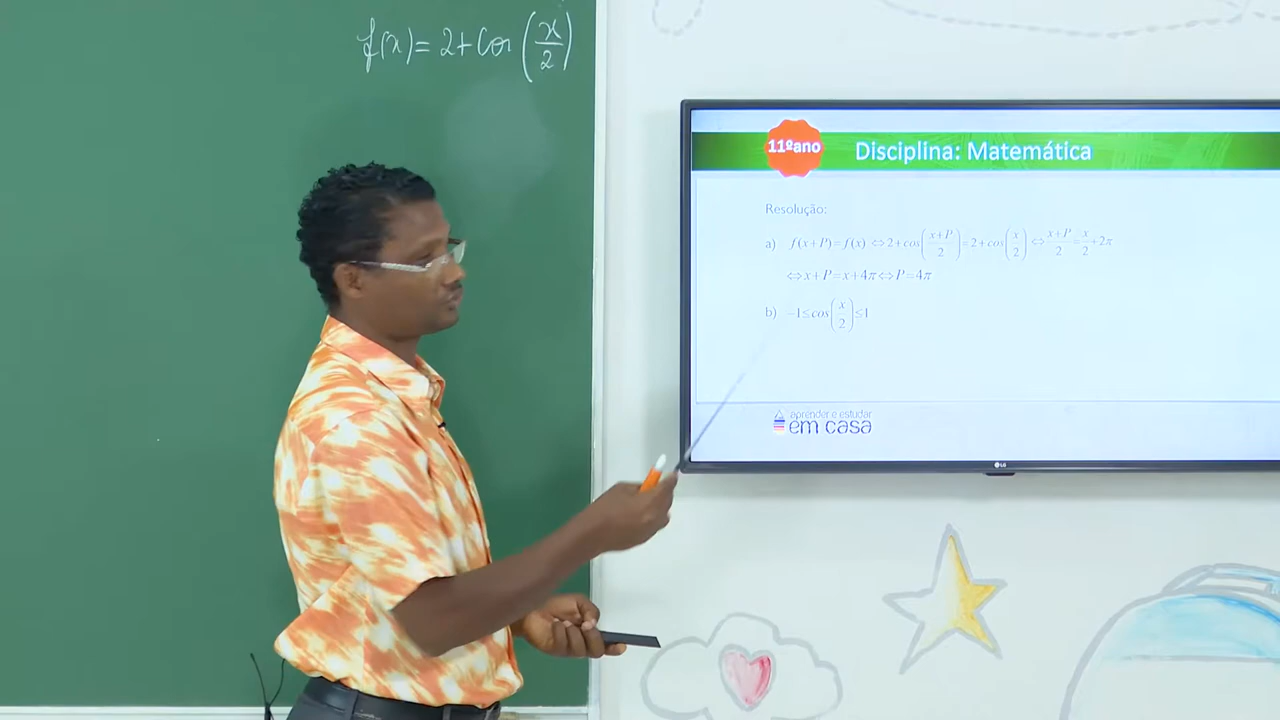 f(x) = 2 + cos (x/2)
11ºano
Disciplina: Matemática
Resolução:
a) f(x+P)=f(x) ⇔2+cos((x+P)/2)=2+cos(x/2)⇔(x+P)/2=x/2+2π
⇔x+P=x+4π⇔P=4π
b) −1≤cos(x/2)≤1
aprender e estudar
em casa
LG